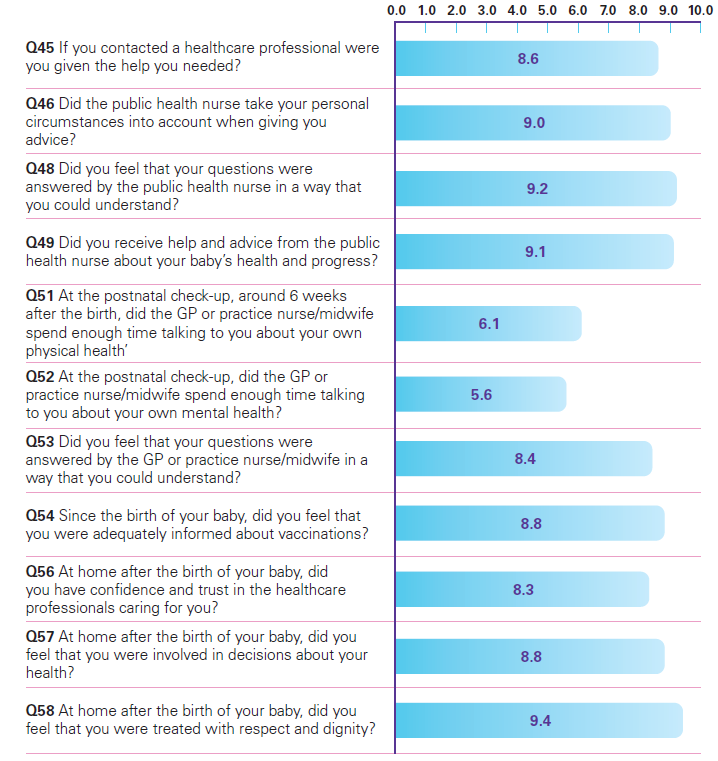 0.0 1.0 2.0 3.0 4.0 5.0 6.0 7.0 8.0 9.0 10.0
Q45 If you contacted a healthcare professional were
you given the help you needed?
8.6
Q46 Did the public health nurse take your personal
circumstances into account when giving you
advice?
9.0
Q48 Did you feel that your questions were
answered by the public health nurse in a way that
you could understand?
9.2
Q49 Did you receive help and advice from the public
health nurse about your baby’s health and progress?
9.1
Q51 At the postnatal check-up, around 6 weeks
after the birth, did the GP or practice nurse/midwife
spend enough time talking to you about your own
physical health’
6.1
Q52 At the postnatal check-up, did the GP or
practice nurse/midwife spend enough time talking
to you about your own mental health?
5.6
Q53 Did you feel that your questions were
answered by the GP or practice nurse/midwife in a
way that you could understand?
8.4
Q54 Since the birth of your baby, did you feel that
you were adequately informed about vaccinations?
8.8
Q56 At home after the birth of your baby, did
you have confidence and trust in the healthcare
professionals caring for you?
8.3
Q57 At home after the birth of your baby, did you
feel that you were involved in decisions about your
health?
8.8
Q58 At home after the birth of your baby, did you
feel that you were treated with respect and dignity?
9.4